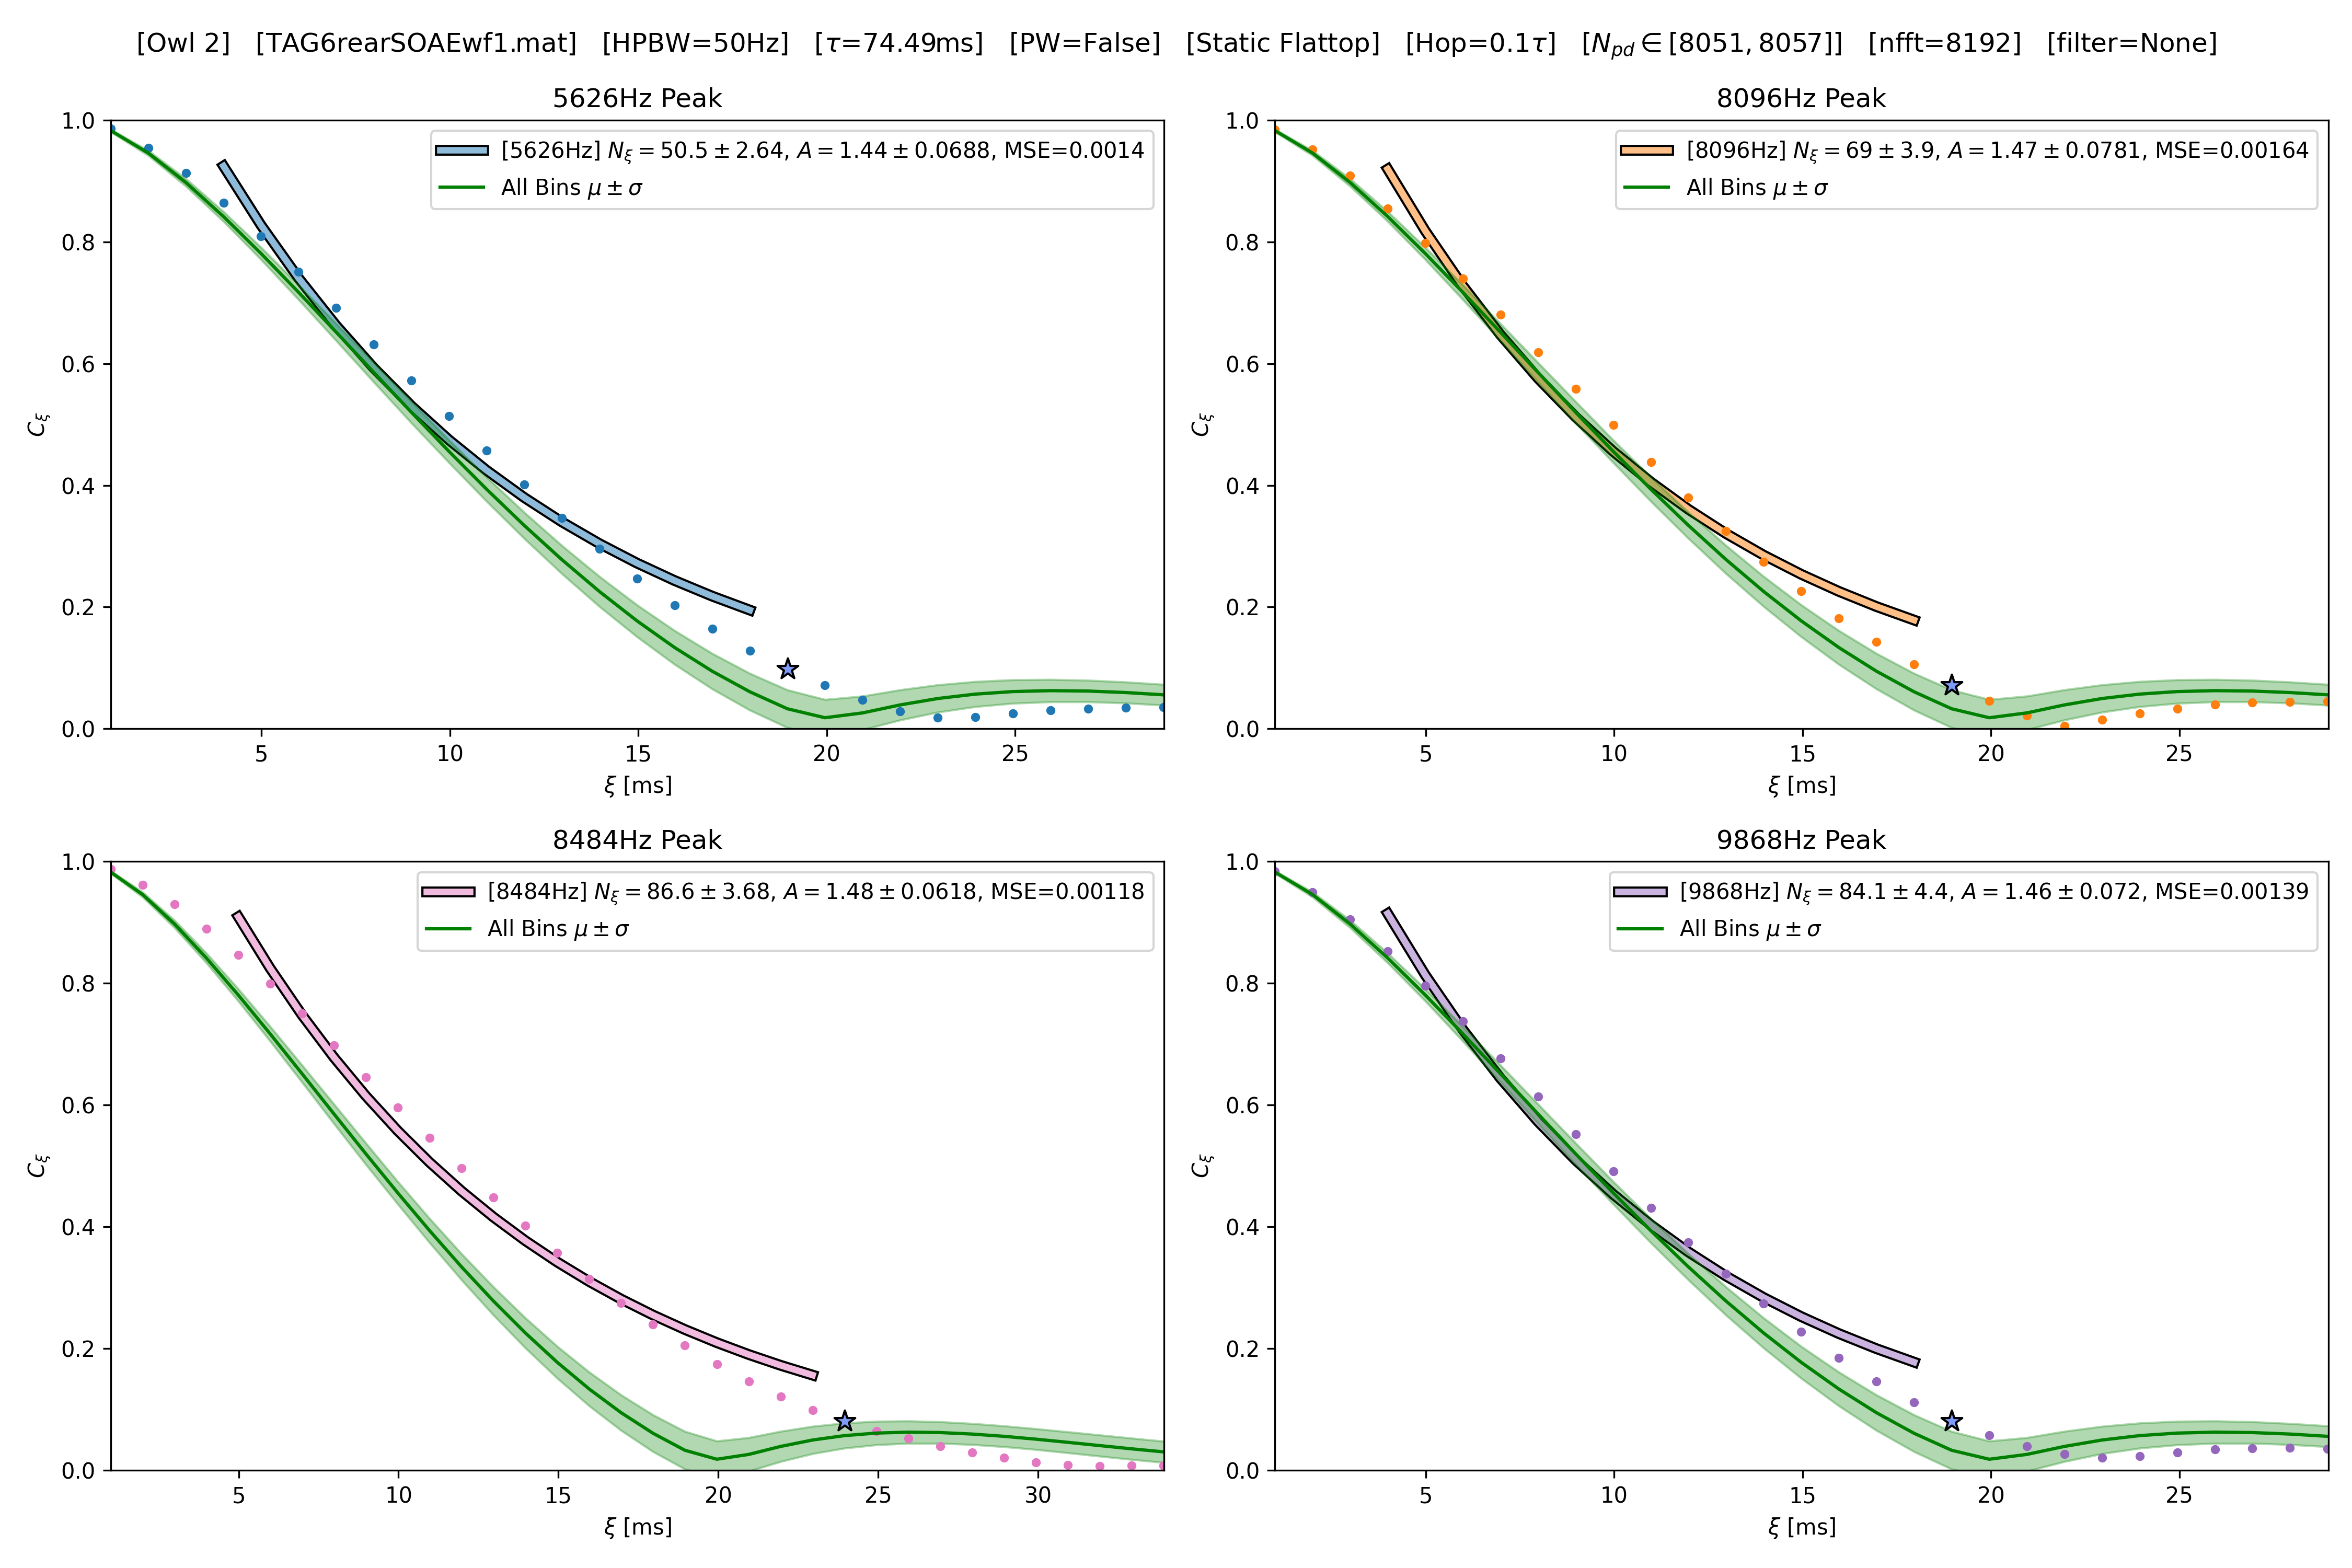 [Owl 2] [TAG6rearSOAEwf1.mat] [HPBW=50Hz] [τ=74.49ms] [PW=False] [Static Flattop] [Hop=0.1τ] [N_pd ∈ [8051, 8057]] [nfft=8192] [filter=None]
5626Hz Peak
[5626Hz] N_ξ = 50.5 ± 2.64, A = 1.44 ± 0.0688, MSE=0.0014
All Bins μ ± σ
1.0
0.8
0.6
0.4
0.2
0.0
C_ξ
5 10 15 20 25
ξ [ms]
8096Hz Peak
[8096Hz] N_ξ = 69 ± 3.9, A = 1.47 ± 0.0781, MSE=0.00164
All Bins μ ± σ
1.0
0.8
0.6
0.4
0.2
0.0
C_ξ
5 10 15 20 25
ξ [ms]
8484Hz Peak
[8484Hz] N_ξ = 86.6 ± 3.68, A = 1.48 ± 0.0618, MSE=0.00118
All Bins μ ± σ
1.0
0.8
0.6
0.4
0.2
0.0
C_ξ
5 10 15 20 25 30
ξ [ms]
9868Hz Peak
[9868Hz] N_ξ = 84.1 ± 4.4, A = 1.46 ± 0.072, MSE=0.00139
All Bins μ ± σ
1.0
0.8
0.6
0.4
0.2
0.0
C_ξ
5 10 15 20 25
ξ [ms]